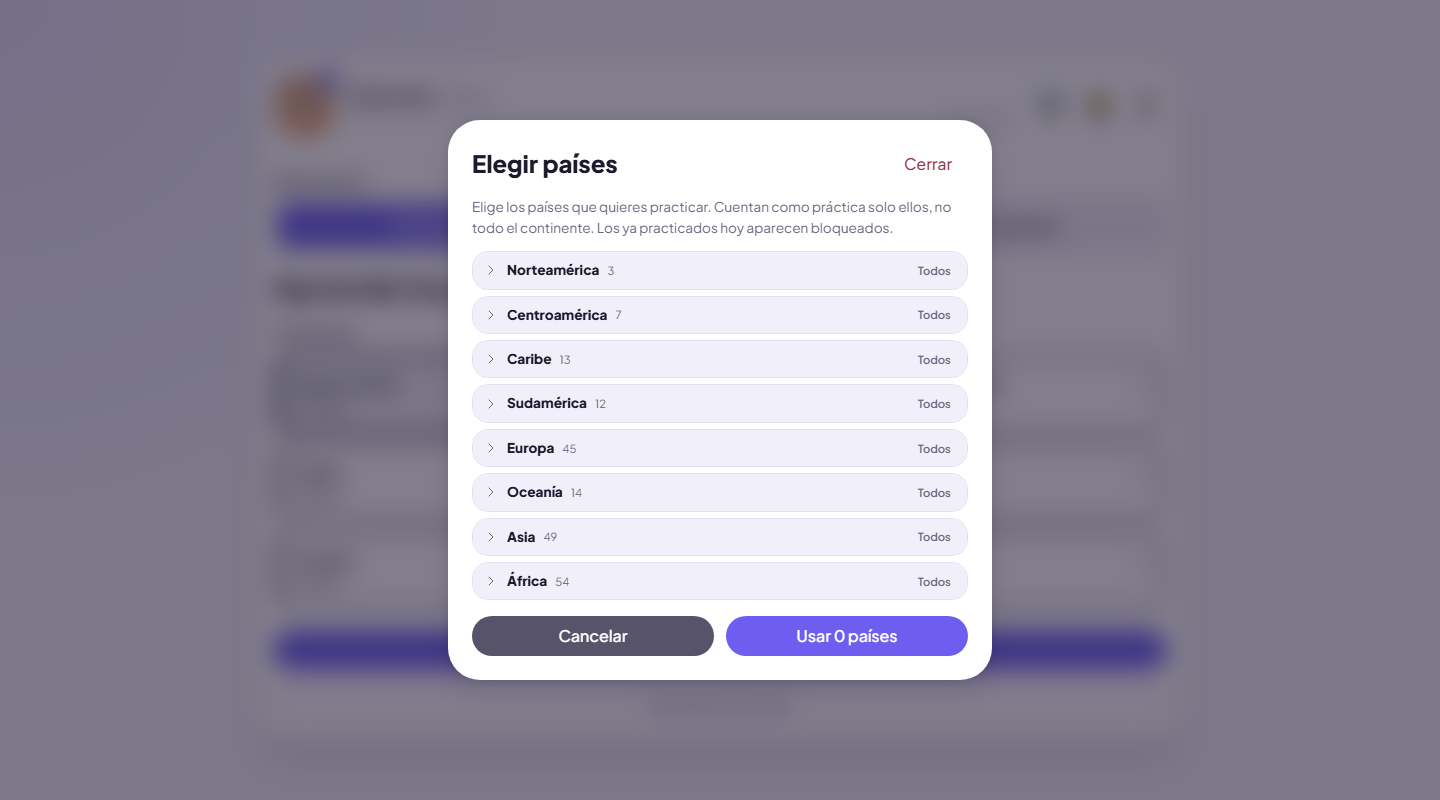 Elegir países
Cerrar
Elige los países que quieres practicar. Cuentan como práctica solo ellos, no
todo el continente. Los ya practicados hoy aparecen bloqueados.
Norteamérica 3 Todos
Centroamérica 7 Todos
Caribe 13 Todos
Sudamérica 12 Todos
Europa 45 Todos
Oceanía 14 Todos
Asia 49 Todos
África 54 Todos
Cancelar
Usar 0 países